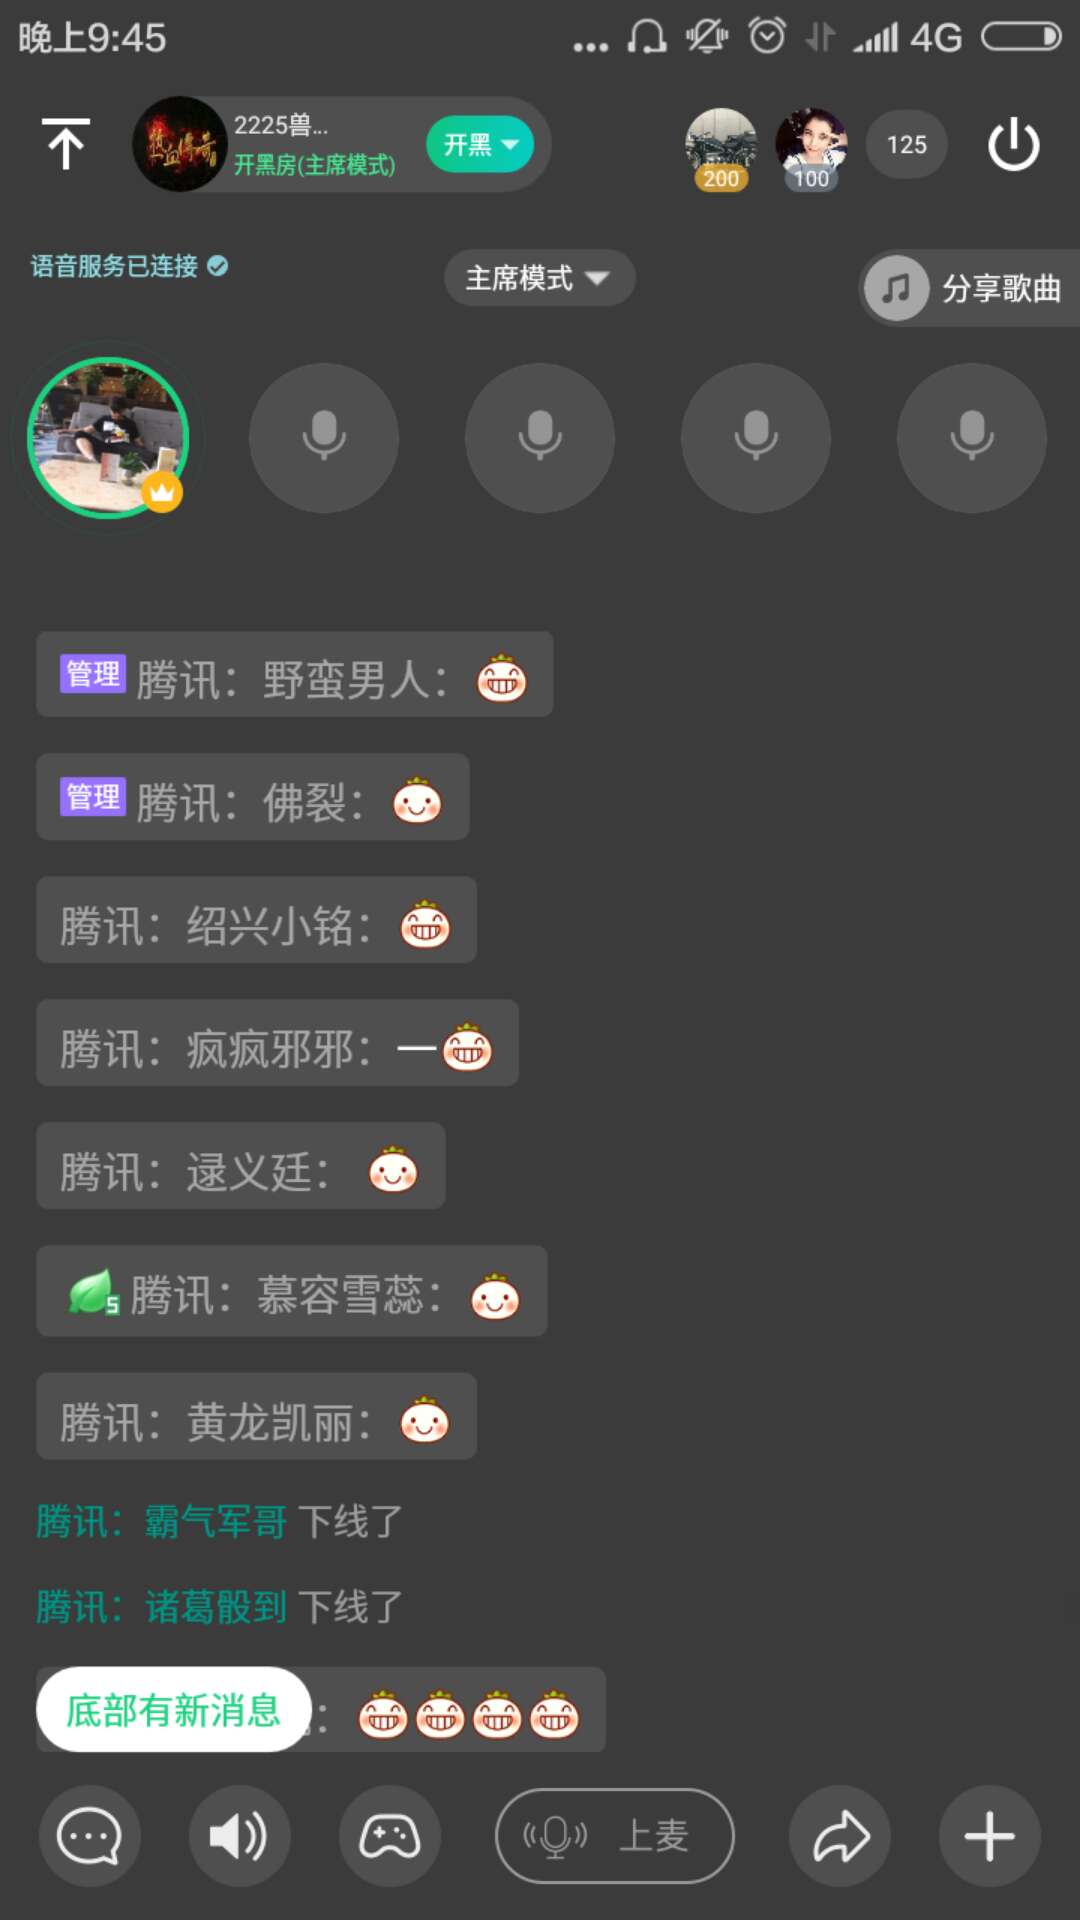 晚上9:45
4G
热血传奇
2225兽...
开黑房(主席模式)
开黑
200
100
125
语音服务已连接
主席模式
分享歌曲
管理 腾讯：野蛮男人：
管理 腾讯：佛裂：
腾讯：绍兴小铭：
腾讯：疯疯邪邪：一
腾讯：逯义廷：
5 腾讯：慕容雪蕊：
腾讯：黄龙凯丽：
腾讯：霸气军哥 下线了
腾讯：诸葛骰到 下线了
底部有新消息 ：
上麦